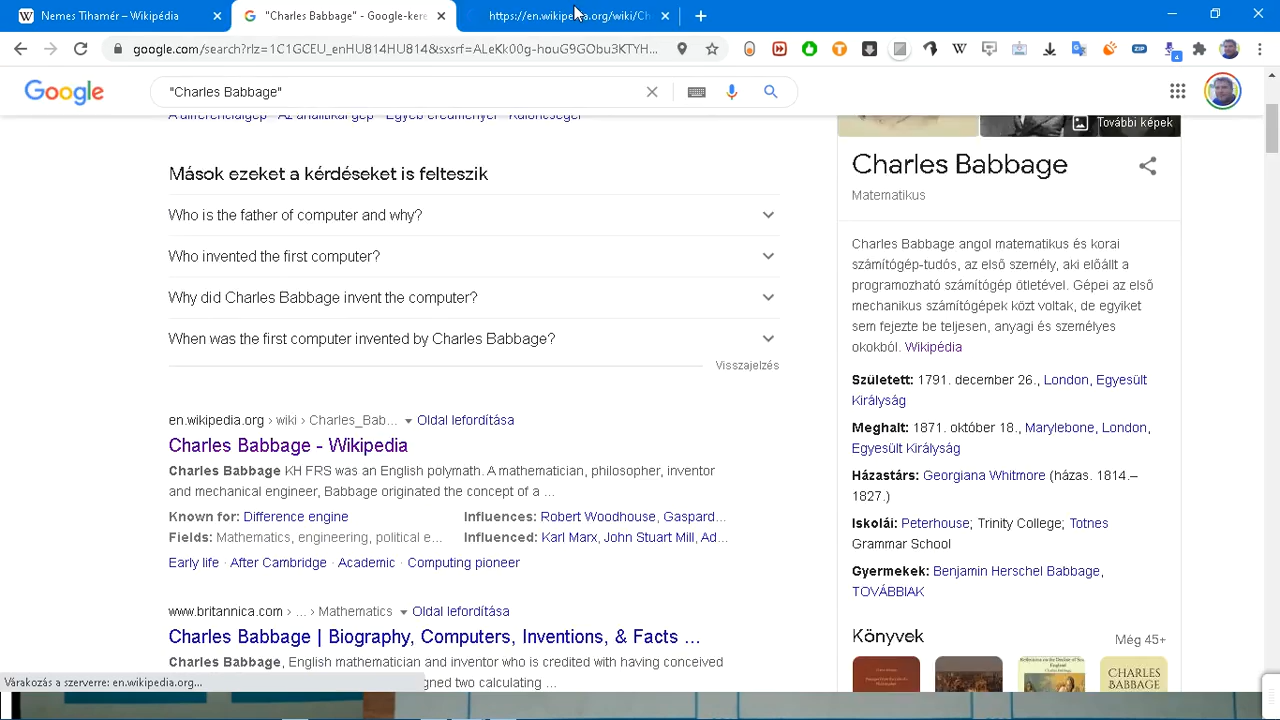 Nemes Tihamér – Wikipédia
"Charles Babbage" - Google-kere
https://en.wikipedia.org/wiki/Ch
google.com/search?rlz=1C1GCEU_enHU814HU814&sxsrf=ALeKk00g-houG9GObu3KTYH...
Google
"Charles Babbage"
További képek
Charles Babbage
Matematikus
Charles Babbage angol matematikus és korai
számítógép-tudós, az első személy, aki előállt a
programozható számítógép ötletével. Gépei az első
mechanikus számítógépek közt voltak, de egyiket
sem fejezte be teljesen, anyagi és személyes
okokból. Wikipédia
Született: 1791. december 26., London, Egyesült
Királyság
Meghalt: 1871. október 18., Marylebone, London,
Egyesült Királyság
Házastárs: Georgiana Whitmore (házas. 1814.–
1827.)
Iskolái: Peterhouse; Trinity College; Totnes
Grammar School
Gyermekek: Benjamin Herschel Babbage,
TOVÁBBIAK
Könyvek
Még 45+
CHARLES
BABBAGE
A differenciálgép · Az analitikai gép · Egyéb eredményei · Különcségei
Mások ezeket a kérdéseket is felteszik
Who is the father of computer and why?
Who invented the first computer?
Why did Charles Babbage invent the computer?
When was the first computer invented by Charles Babbage?
Visszajelzés
en.wikipedia.org › wiki › Charles_Bab... Oldal lefordítása
Charles Babbage - Wikipedia
Charles Babbage KH FRS was an English polymath. A mathematician, philosopher, inventor
and mechanical engineer, Babbage originated the concept of a ...
Known for: Difference engine
Influences: Robert Woodhouse, Gaspard...
Fields: Mathematics, engineering, political e...
Influenced: Karl Marx, John Stuart Mill, Ad...
Early life · After Cambridge · Academic · Computing pioneer
www.britannica.com › ... › Mathematics Oldal lefordítása
Charles Babbage | Biography, Computers, Inventions, & Facts ...
Charles Babbage, English mathematician and inventor who is credited with having conceived
gned two calculating ...
Várakozás a szerverre: en.wikipedia.org...